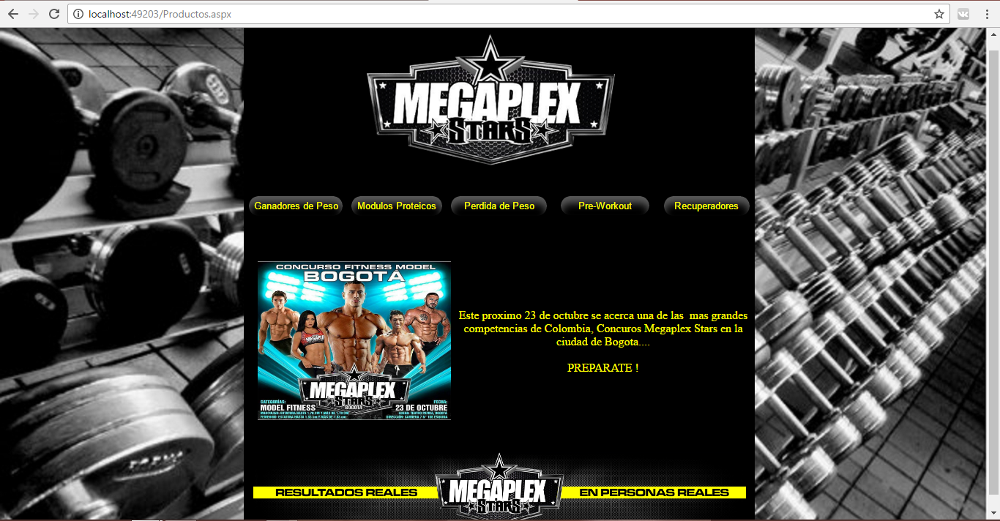 localhost:49203/Productos.aspx
MEGAPLEX
STARS
Ganadores de Peso Modulos Proteicos Perdida de Peso Pre-Workout Recuperadores
CONCURSO FITNESS MODEL
BOGOTA
MEGAPLEX
STARS
BOGOTA
CATEGORÍAS:
MODEL FITNESS
FECHA:
23 DE OCTUBRE
Este proximo 23 de octubre se acerca una de las mas grandes
competencias de Colombia, Concuros Megaplex Stars en la
ciudad de Bogota....
PREPARATE !
RESULTADOS REALES
MEGAPLEX
STARS
EN PERSONAS REALES